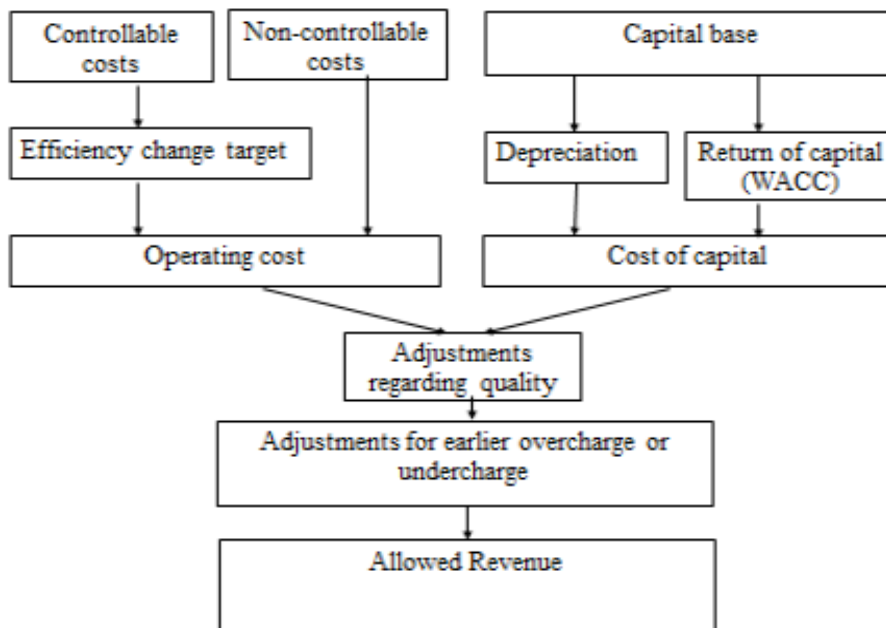 Controllable
costs
Non-controllable
costs
Capital base
Efficiency change target
Depreciation
Return of capital
(WACC)
Operating cost
Cost of capital
Adjustments
regarding quality
Adjustments for earlier overcharge or
undercharge
Allowed Revenue